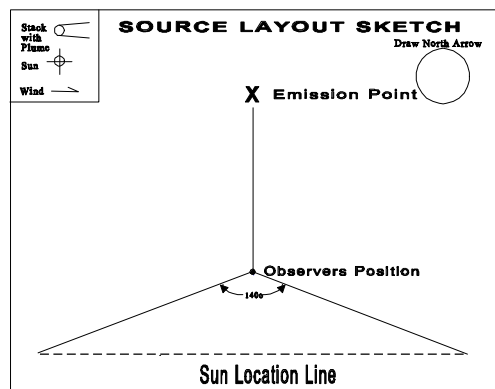 SOURCE LAYOUT SKETCH
Stack
with
Plume
Sun
Wind
Draw North Arrow
X Emission Point
Observers Position
140o
Sun Location Line